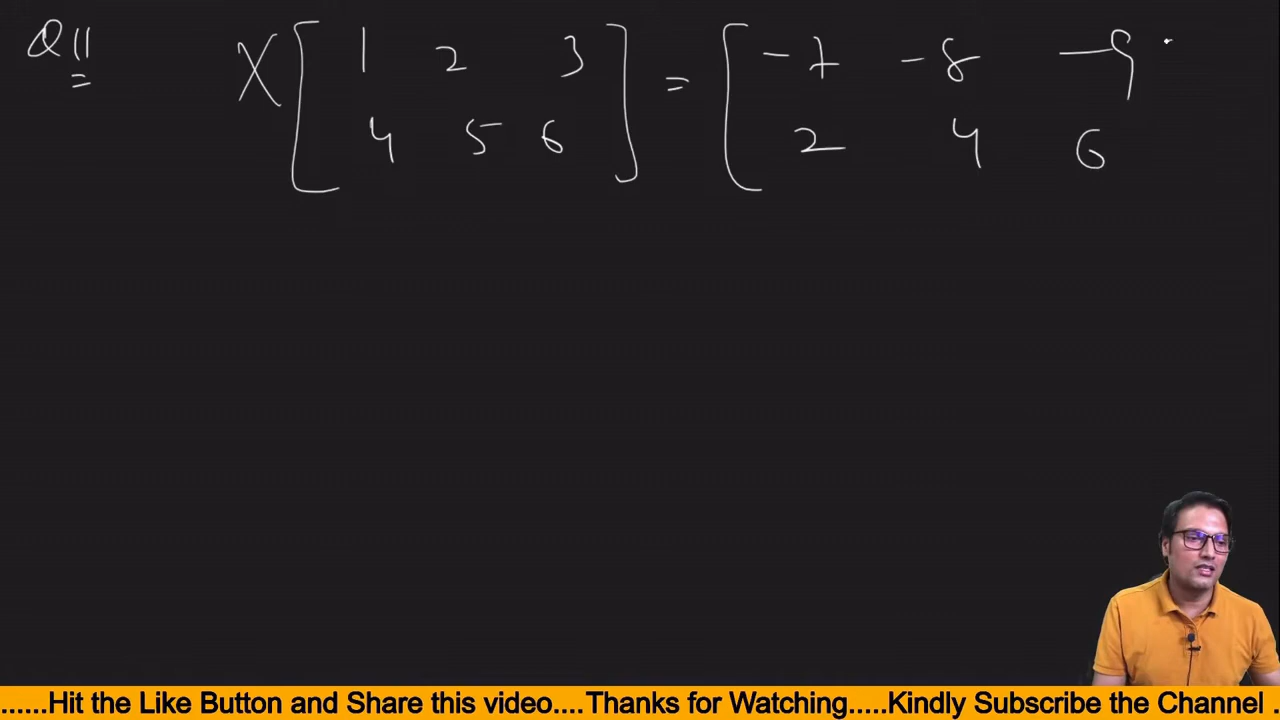 Q11 X [ 1 2 3 ] = [ -7 -8 -9
4 5 6 2 4 6
......Hit the Like Button and Share this video....Thanks for Watching.....Kindly Subscribe the Channel .